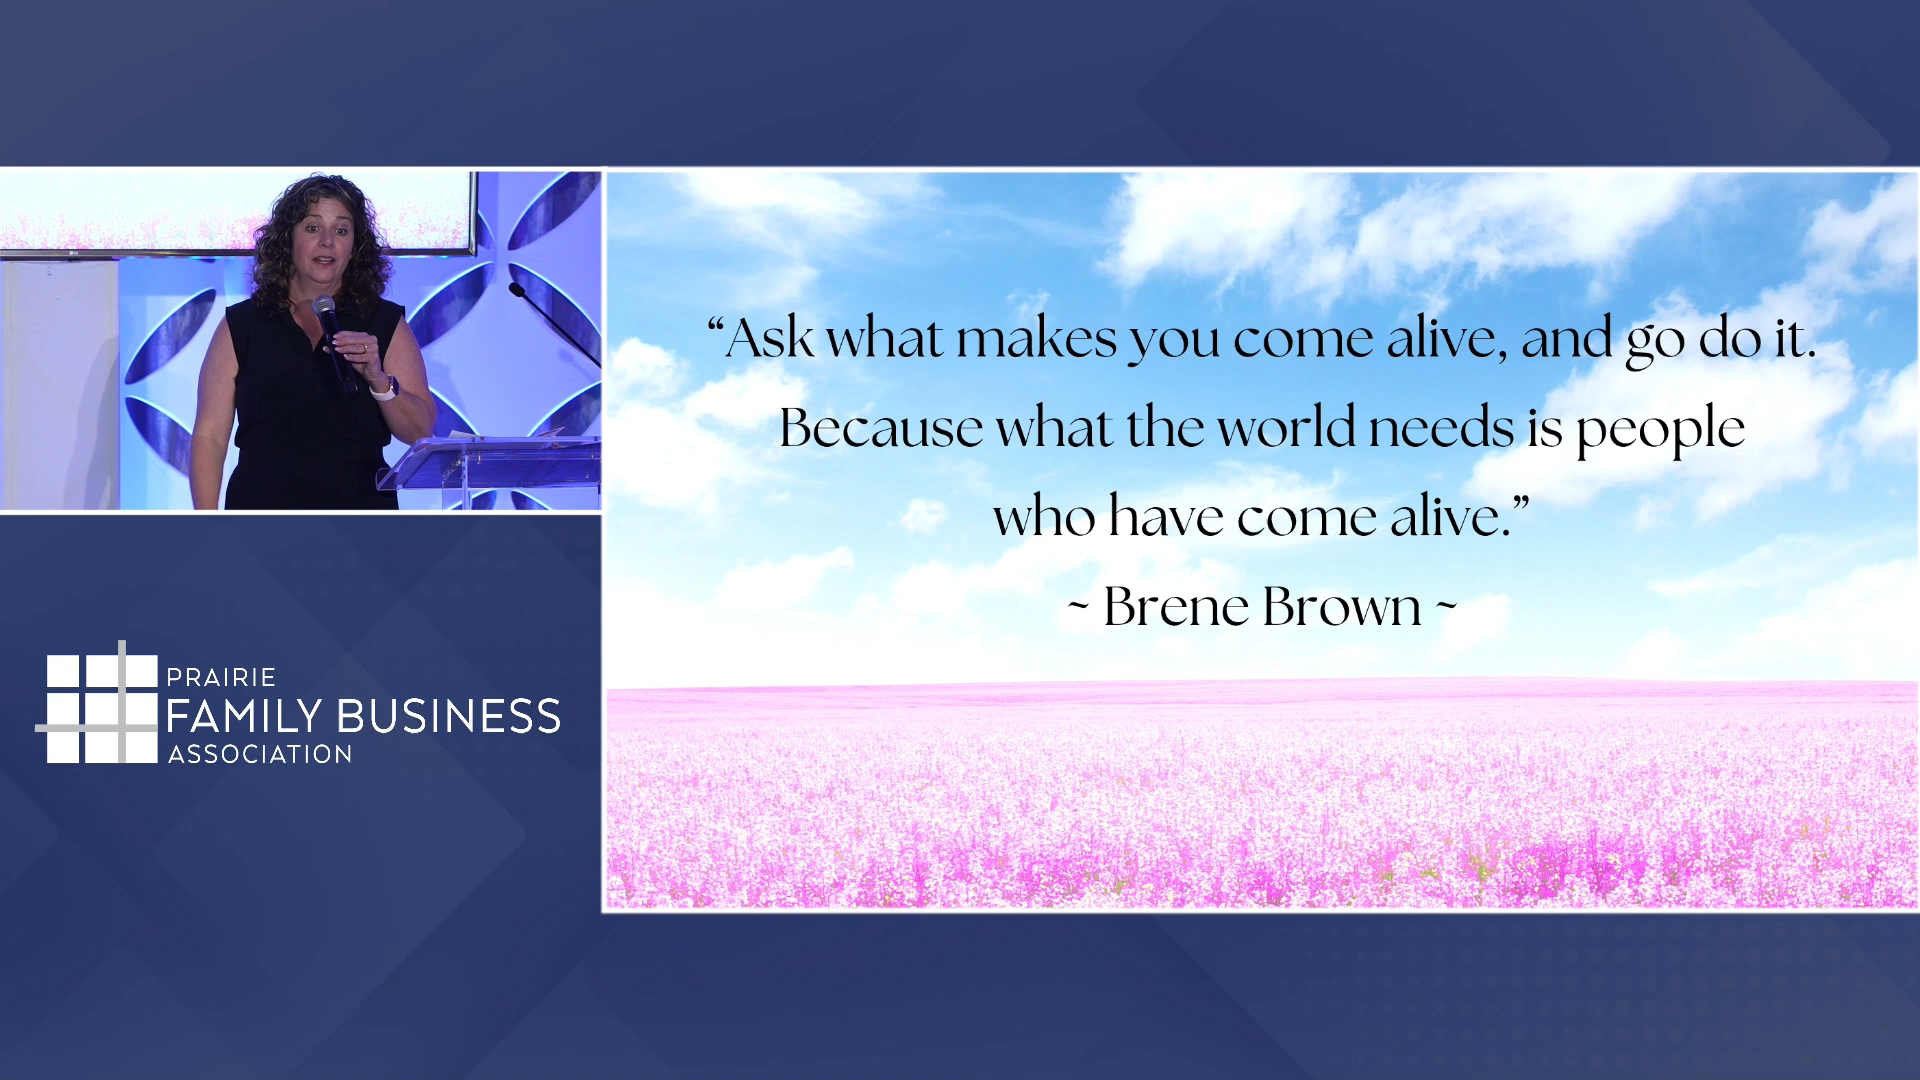 “Ask what makes you come alive, and go do it.
Because what the world needs is people
who have come alive.”
~ Brene Brown ~
PRAIRIE
FAMILY BUSINESS
ASSOCIATION